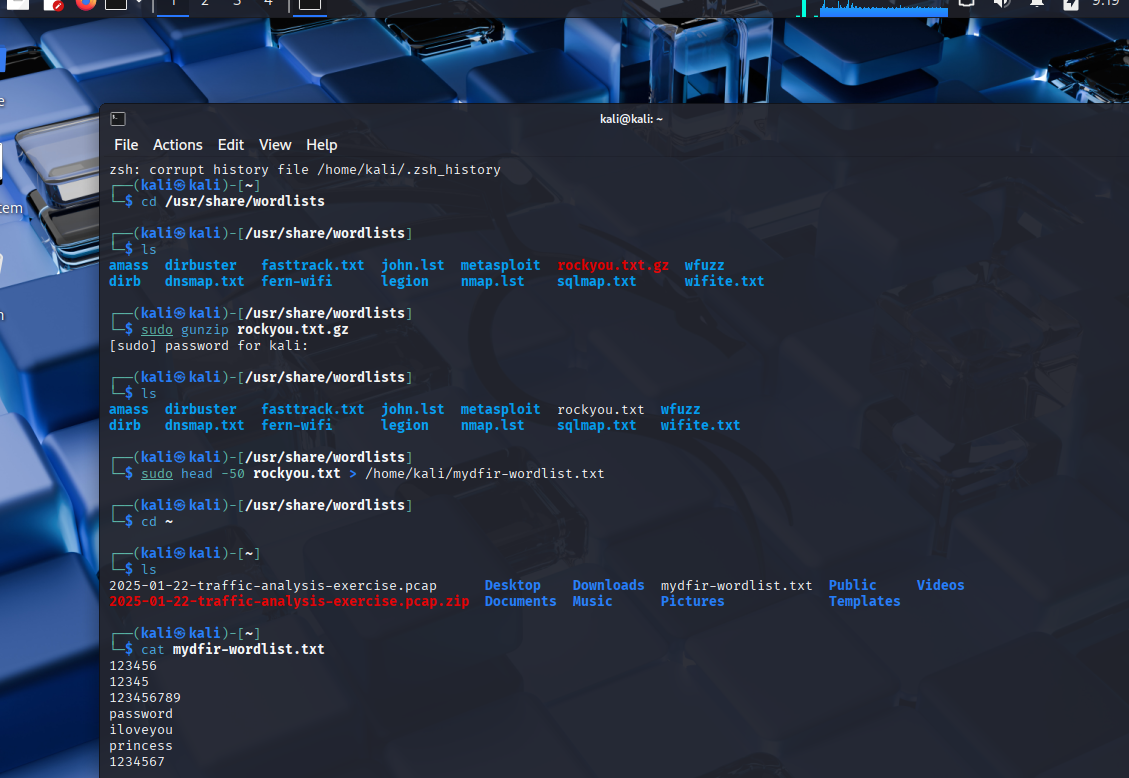 1 2 3 4 9:19
kali@kali: ~
File Actions Edit View Help
zsh: corrupt history file /home/kali/.zsh_history
┌──(kali㉿kali)-[~]
└─$ cd /usr/share/wordlists
┌──(kali㉿kali)-[/usr/share/wordlists]
└─$ ls
amass dirbuster fasttrack.txt john.lst metasploit rockyou.txt.gz wfuzz
dirb dnsmap.txt fern-wifi legion nmap.lst sqlmap.txt wifite.txt
┌──(kali㉿kali)-[/usr/share/wordlists]
└─$ sudo gunzip rockyou.txt.gz
[sudo] password for kali:
┌──(kali㉿kali)-[/usr/share/wordlists]
└─$ ls
amass dirbuster fasttrack.txt john.lst metasploit rockyou.txt wfuzz
dirb dnsmap.txt fern-wifi legion nmap.lst sqlmap.txt wifite.txt
┌──(kali㉿kali)-[/usr/share/wordlists]
└─$ sudo head -50 rockyou.txt > /home/kali/mydfir-wordlist.txt
┌──(kali㉿kali)-[/usr/share/wordlists]
└─$ cd ~
┌──(kali㉿kali)-[~]
└─$ ls
2025-01-22-traffic-analysis-exercise.pcap Desktop Downloads mydfir-wordlist.txt Public Videos
2025-01-22-traffic-analysis-exercise.pcap.zip Documents Music Pictures Templates
┌──(kali㉿kali)-[~]
└─$ cat mydfir-wordlist.txt
123456
12345
123456789
password
iloveyou
princess
1234567